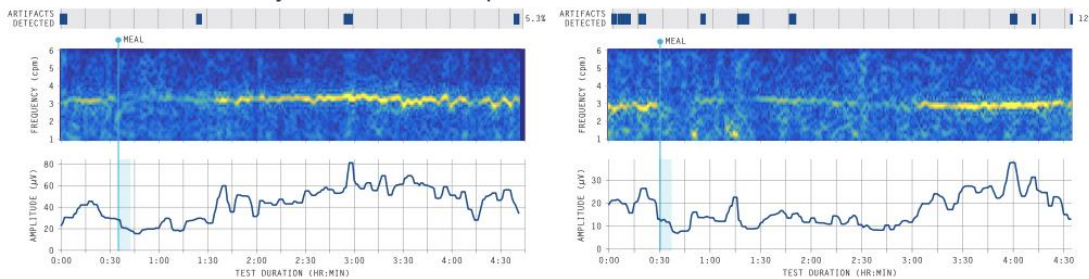 ARTIFACTS
DETECTED
5.3%
MEAL
FREQUENCY (cpm)
6
5
4
3
2
1
AMPLITUDE (µV)
80
60
40
20
0
0:00 0:30 1:00 1:30 2:00 2:30 3:00 3:30 4:00 4:30
TEST DURATION (HR:MIN)
ARTIFACTS
DETECTED
12
MEAL
FREQUENCY (cpm)
6
5
4
3
2
1
AMPLITUDE (µV)
30
20
10
0
0:00 0:30 1:00 1:30 2:00 2:30 3:00 3:30 4:00 4:30
TEST DURATION (HR:MIN)